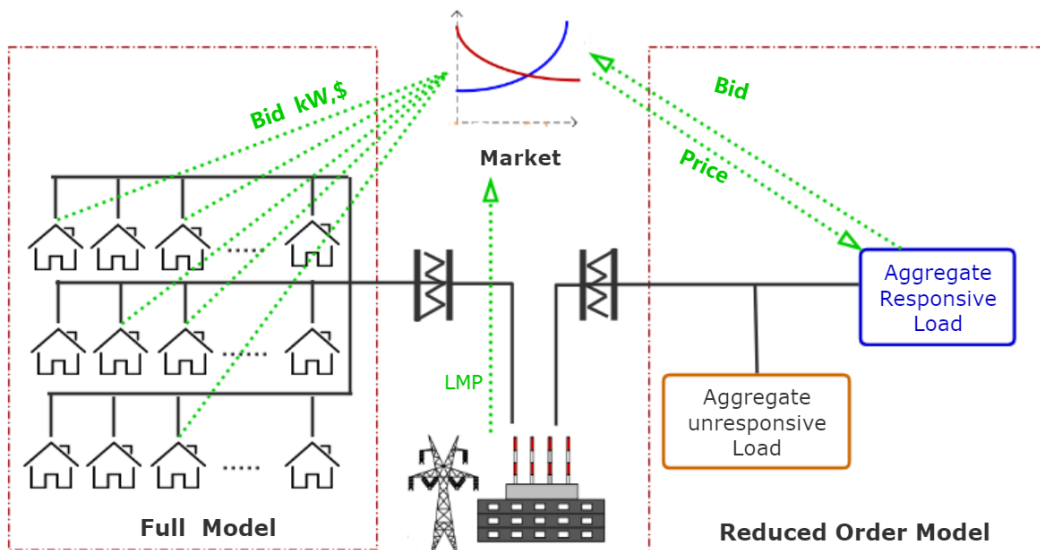 Bid kW,$
Market
Bid
Price
LMP
Aggregate
Responsive
Load
Aggregate
unresponsive
Load
Full Model
Reduced Order Model